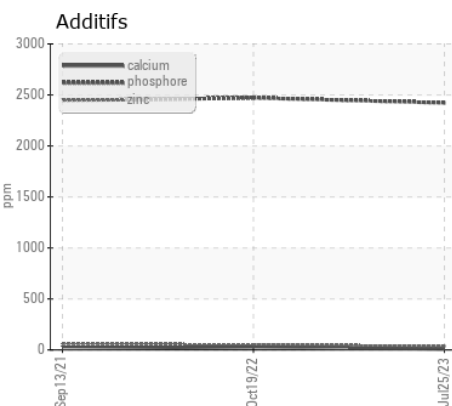 Additifs
3000
2500
2000
1500
1000
500
0
ppm
calcium
phosphore
zinc
Sep13/21
Oct19/22
Jul25/23